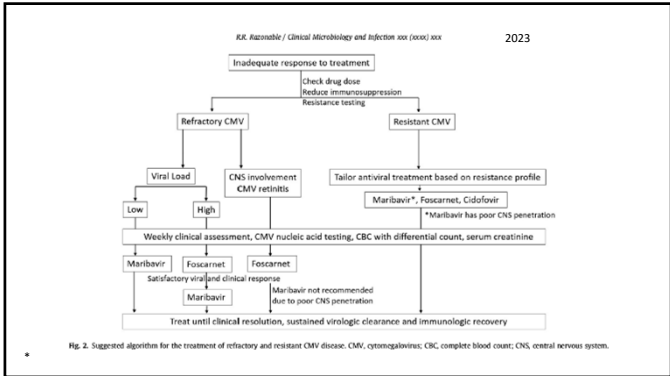 R.R. Razonable / Clinical Microbiology and Infection xxx (xxxx) xxx
2023
Inadequate response to treatment
Check drug dose
Reduce immunosuppression
Resistance testing
Refractory CMV
Resistant CMV
Viral Load
CNS involvement
CMV retinitis
Tailor antiviral treatment based on resistance profile
Low
High
Maribavir*, Foscarnet, Cidofovir
*Maribavir has poor CNS penetration
Weekly clinical assessment, CMV nucleic acid testing, CBC with differential count, serum creatinine
Maribavir
Foscarnet
Foscarnet
Satisfactory viral and clinical response
Maribavir
Maribavir not recommended
due to poor CNS penetration
Treat until clinical resolution, sustained virologic clearance and immunologic recovery
Fig. 2. Suggested algorithm for the treatment of refractory and resistant CMV disease. CMV, cytomegalovirus; CBC, complete blood count; CNS, central nervous system.
*